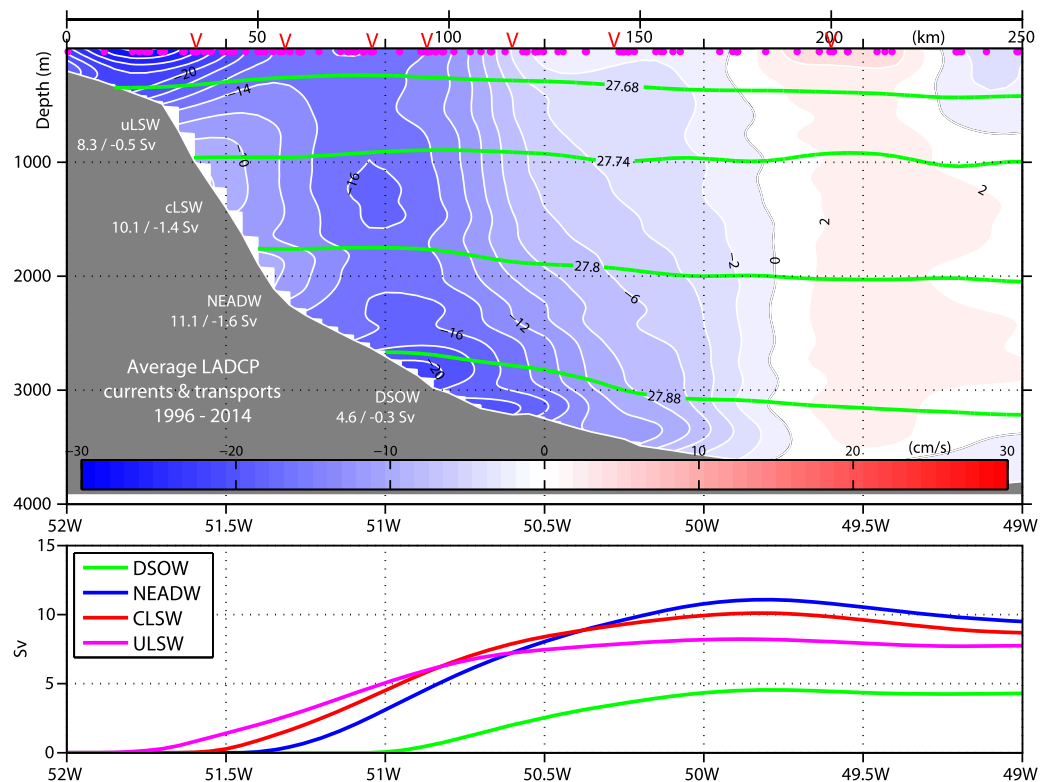 0 50 100 150 200 (km) 250
V V V V V V V
Depth (m)
1000
2000
3000
4000
−20
−14
27.68
uLSW
8.3 / -0.5 Sv
27.74
−16
2
cLSW
10.1 / -1.4 Sv
2
−2
0
27.8
−6
NEADW
11.1 / -1.6 Sv
−12
−16
−20
Average LADCP
currents & transports
1996 - 2014
27.88
DSOW
4.6 / -0.3 Sv
−30 −20 −10 0 10 20 (cm/s) 30
52W 51.5W 51W 50.5W 50W 49.5W 49W
15
10
5
0
Sv
DSOW
NEADW
CLSW
ULSW
52W 51.5W 51W 50.5W 50W 49.5W 49W